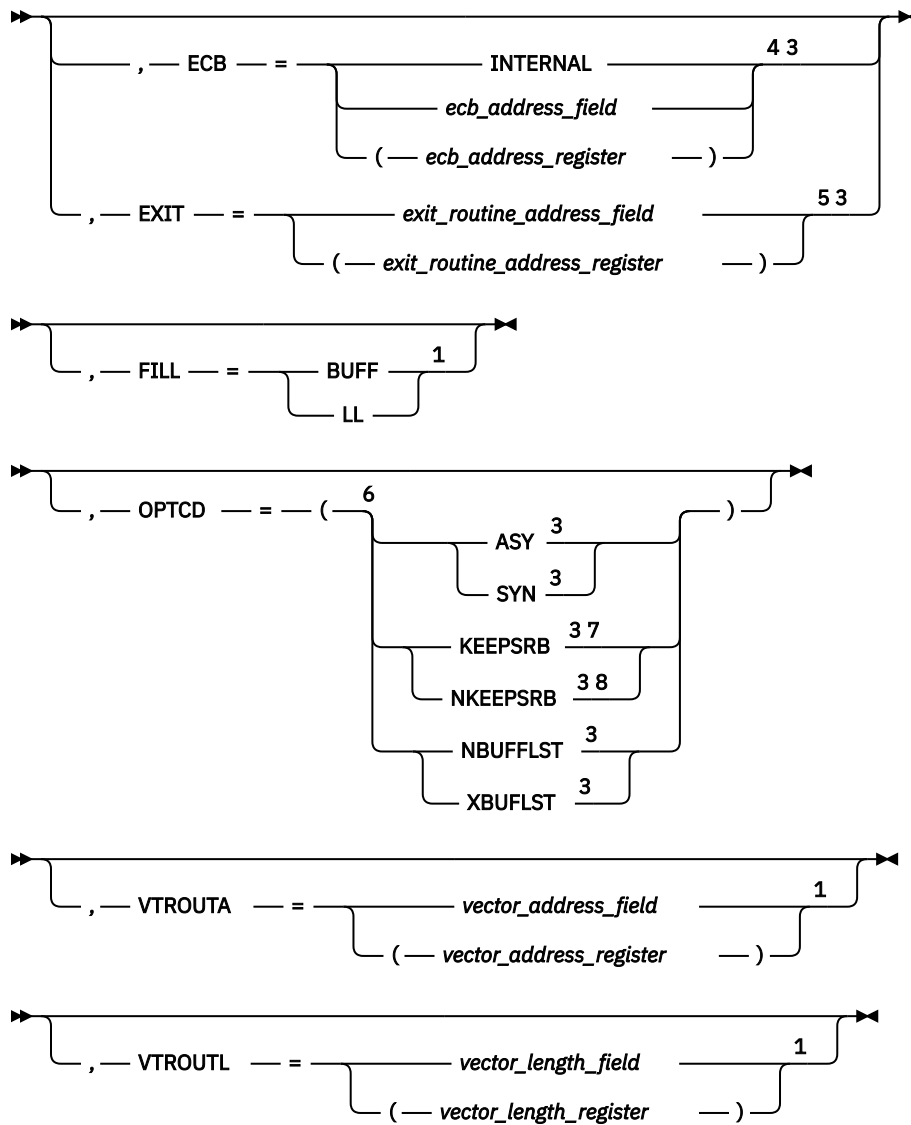 4 3
, ECB = INTERNAL
ecb_address_field
( ecb_address_register )
5 3
, EXIT = exit_routine_address_field
( exit_routine_address_register )
1
, FILL = BUFF
LL
6
, OPTCD = ( )
ASY 3
SYN 3
KEEPSRB 3 7
NKEEPSRB 3 8
NBUFFLST 3
XBUFLST 3
1
, VTROUTA = vector_address_field
( vector_address_register )
1
, VTROUTL = vector_length_field
( vector_length_register )